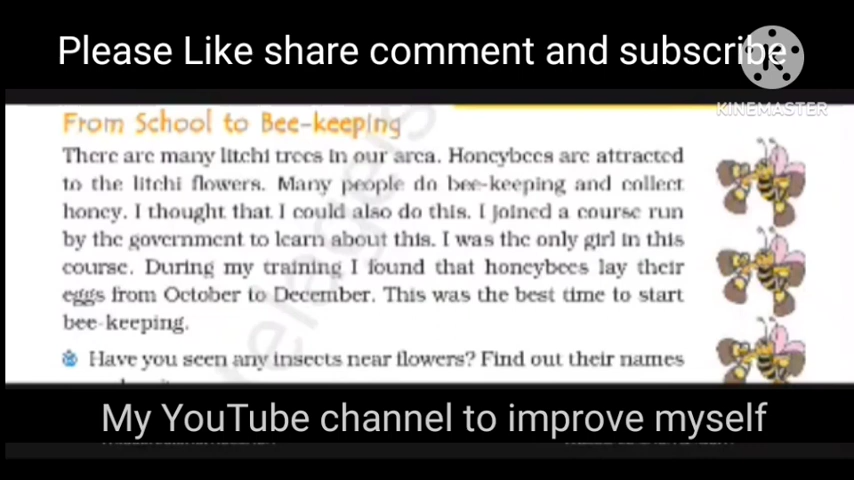 Please Like share comment and subscribe
KINEMASTER
From School to Bee-keeping
There are many litchi trees in our area. Honeybees are attracted
to the litchi flowers. Many people do bee-keeping and collect
honey. I thought that I could also do this. I joined a course run
by the government to learn about this. I was the only girl in this
course. During my training I found that honeybees lay their
eggs from October to December. This was the best time to start
bee-keeping.
Have you seen any insects near flowers? Find out their names
My YouTube channel to improve myself